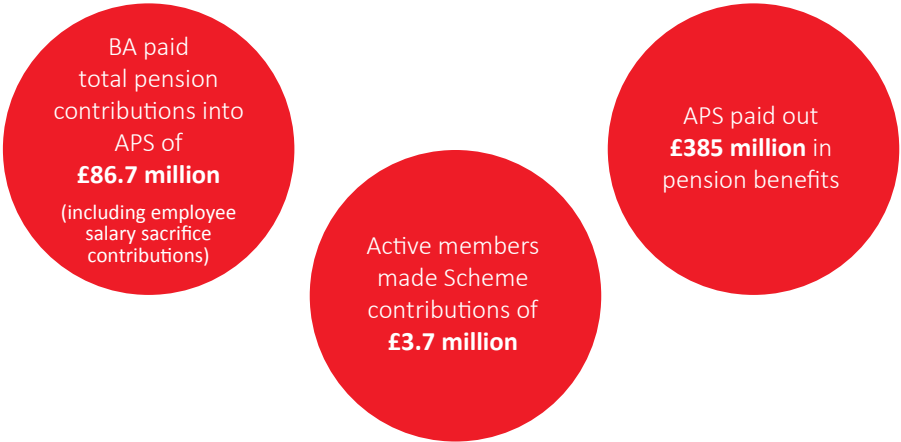 BA paid
total pension
contributions into
APS of
£86.7 million
(including employee
salary sacrifice
contributions)
Active members
made Scheme
contributions of
£3.7 million
APS paid out
£385 million in
pension benefits